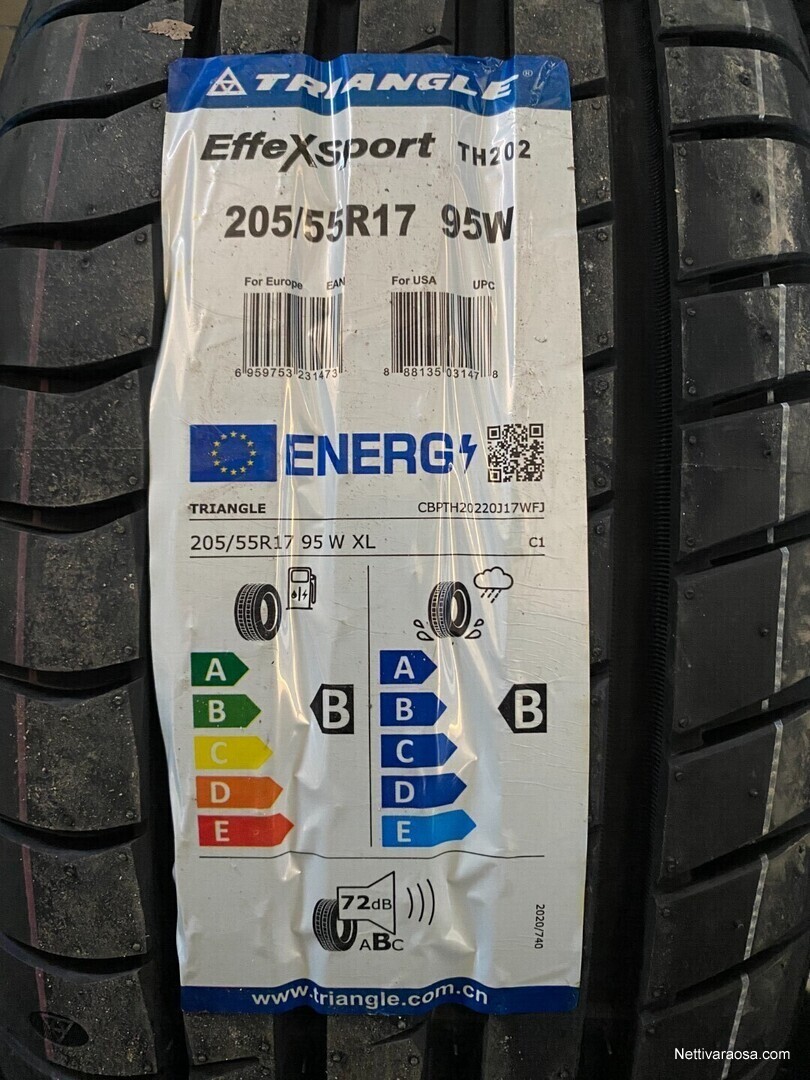 TRIANGLE®
EffeXsport TH202
205/55R17 95W
For Europe EAN For USA UPC
6 959753 231473 8 88135 03147 8
ENERG
TRIANGLE CBPTH20220J17WFJ
205/55R17 95 W XL C1
A A
B B B B
C C
D D
E E
72dB
ABC
2020/740
www.triangle.com.cn
Nettivaraosa.com